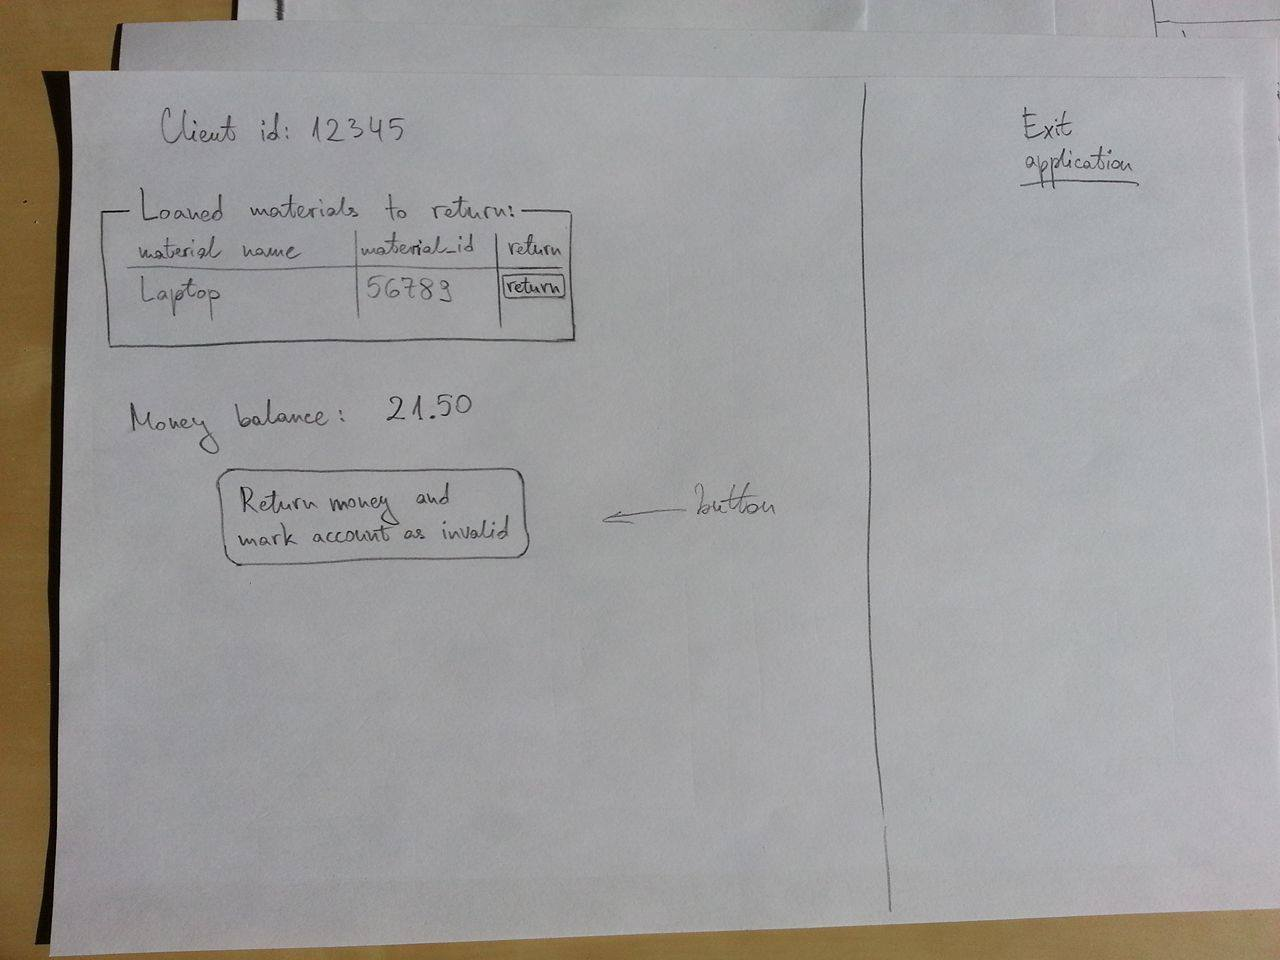 Client id: 12345
Exit
application
Loaned materials to return:
material name material_id return
Laptop 56789 return
Money balance: 21.50
Return money and
mark account as invalid
button